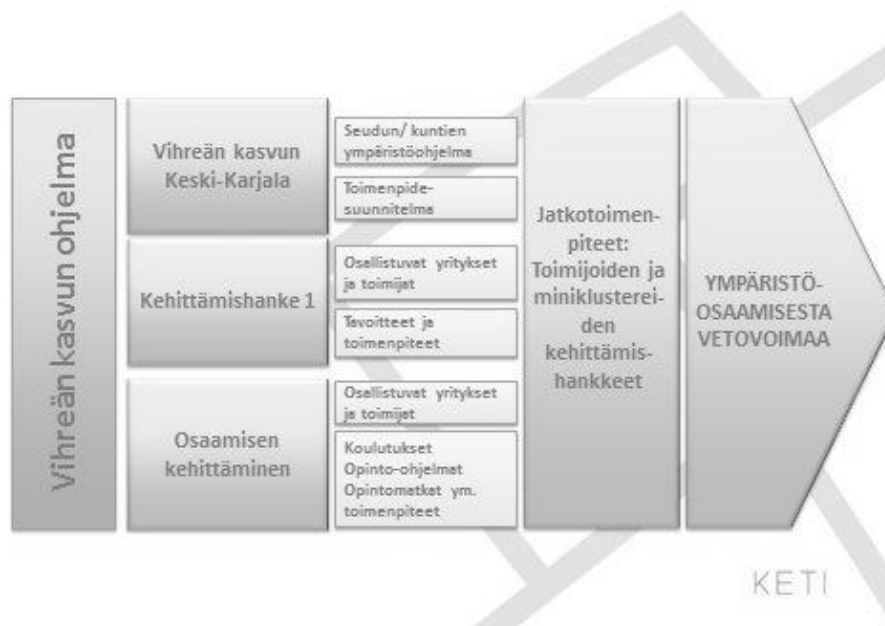 Vihreän kasvun ohjelma
Vihreän kasvun
Keski-Karjala
Seudun/ kuntien
ympäristöohjelma
Toimenpide-
suunnitelma
Kehittämishanke 1
Osallistuvat yritykset
ja toimijat
Tavoitteet ja
toimenpiteet
Osaamisen
kehittäminen
Osallistuvat yritykset
ja toimijat
Koulutukset
Opinto-ohjelmat
Opintomatkat ym.
toimenpiteet
Jatkotoimen-
piteet:
Toimijoiden ja
miniklusterei-
den
kehittämis-
hankkeet
YMPÄRISTÖ-
OSAAMISESTA
VETOVOIMAA
KETI